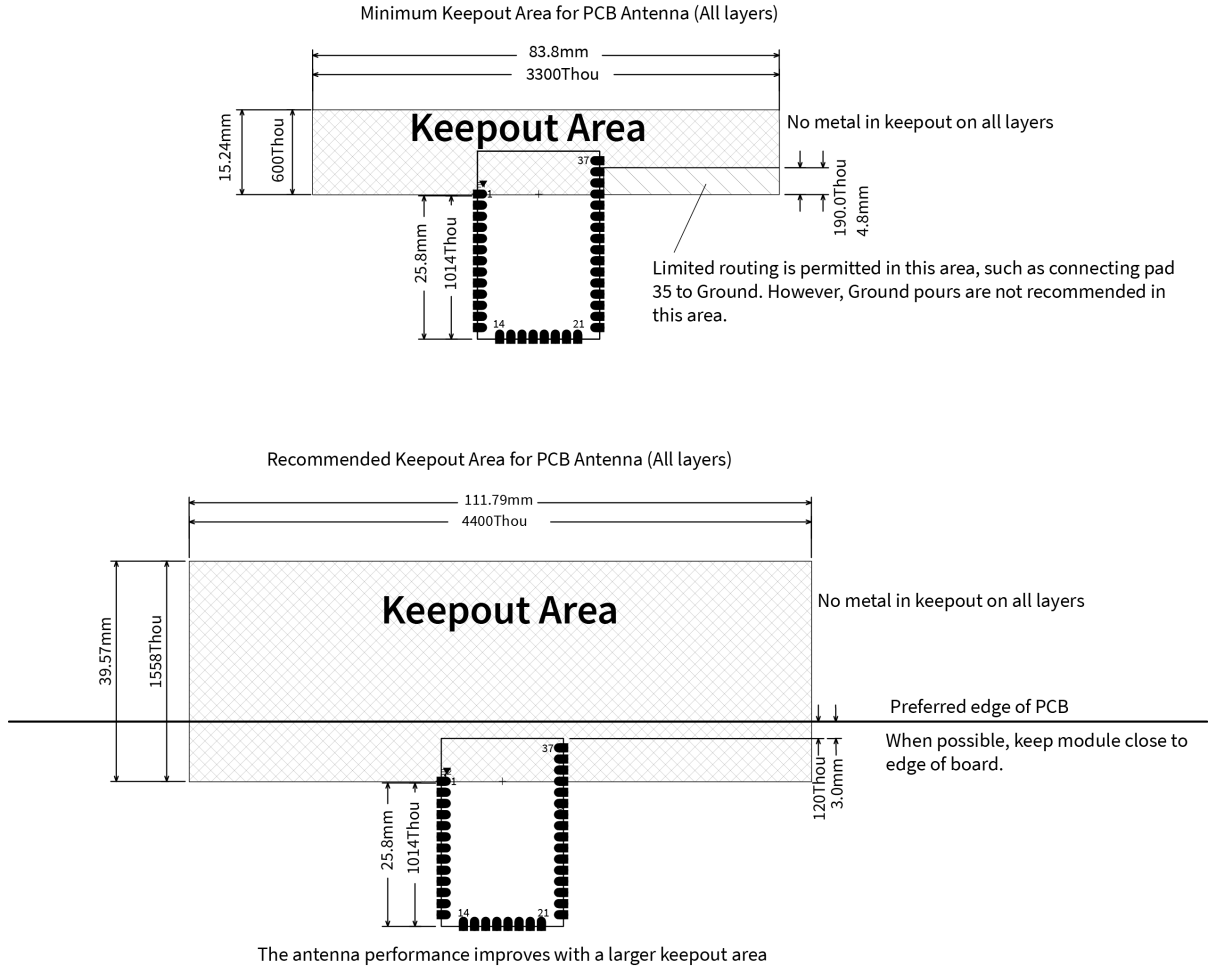 Minimum Keepout Area for PCB Antenna (All layers)
83.8mm
3300Thou
Keepout Area
No metal in keepout on all layers
15.24mm
600Thou
37
1
190.0Thou
4.8mm
25.8mm
1014Thou
Limited routing is permitted in this area, such as connecting pad
35 to Ground. However, Ground pours are not recommended in
this area.
14
21
Recommended Keepout Area for PCB Antenna (All layers)
111.79mm
4400Thou
Keepout Area
No metal in keepout on all layers
39.57mm
1558Thou
Preferred edge of PCB
When possible, keep module close to
edge of board.
37
1
120Thou
3.0mm
25.8mm
1014Thou
14
21
The antenna performance improves with a larger keepout area